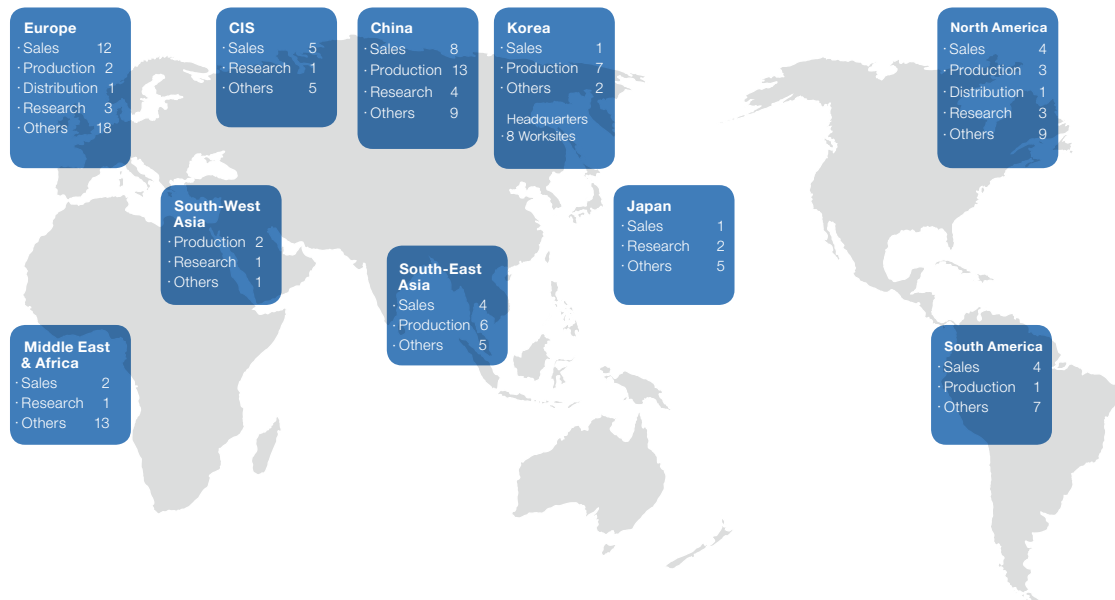 Europe
· Sales 12
· Production 2
· Distribution 1
· Research 3
· Others 18
CIS
· Sales 5
· Research 1
· Others 5
China
· Sales 8
· Production 13
· Research 4
· Others 9
Korea
· Sales 1
· Production 7
· Others 2
Headquarters
· 8 Worksites
North America
· Sales 4
· Production 3
· Distribution 1
· Research 3
· Others 9
South-West
Asia
· Production 2
· Research 1
· Others 1
South-East
Asia
· Sales 4
· Production 6
· Others 5
Japan
· Sales 1
· Research 2
· Others 5
Middle East
& Africa
· Sales 2
· Research 1
· Others 13
South America
· Sales 4
· Production 1
· Others 7